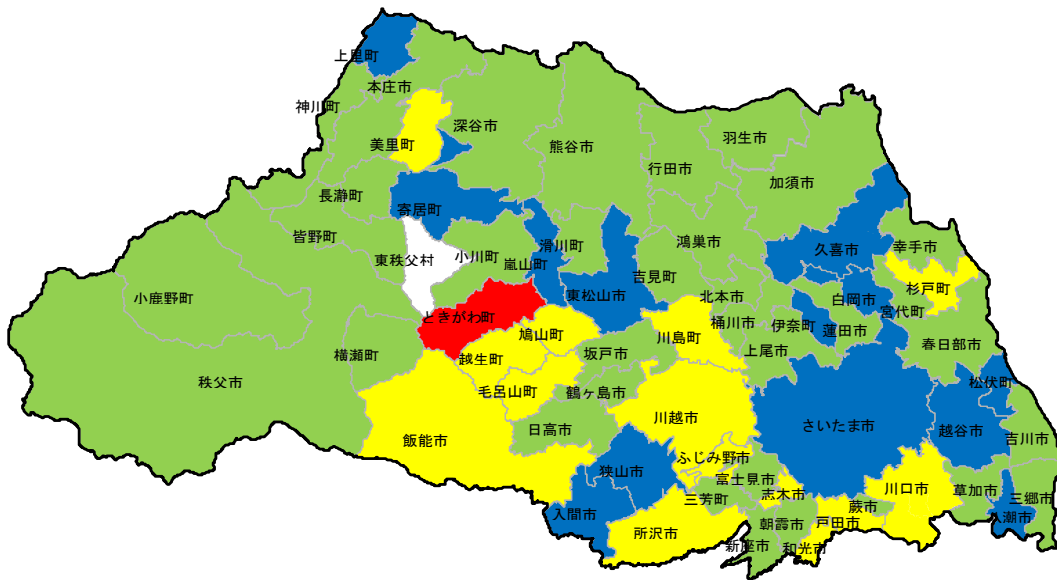 上里町
本庄市
神川町
美里町
深谷市
熊谷市
羽生市
行田市
加須市
長瀞町
寄居町
皆野町
東秩父村
小川町
嵐山町
滑川町
吉見町
鴻巣市
久喜市
幸手市
小鹿野町
ときがわ町
東松山市
北本市
白岡市
杉戸町
宮代町
横瀬町
鳩山町
川島町
桶川市
伊奈町
蓮田市
秩父市
越生町
坂戸市
上尾市
春日部市
毛呂山町
鶴ヶ島市
松伏町
飯能市
日高市
川越市
さいたま市
越谷市
吉川市
狭山市
ふじみ野市
富士見市
志木市
川口市
入間市
三芳町
蕨市
草加市
三郷市
所沢市
朝霞市
戸田市
八潮市
新座市
和光市